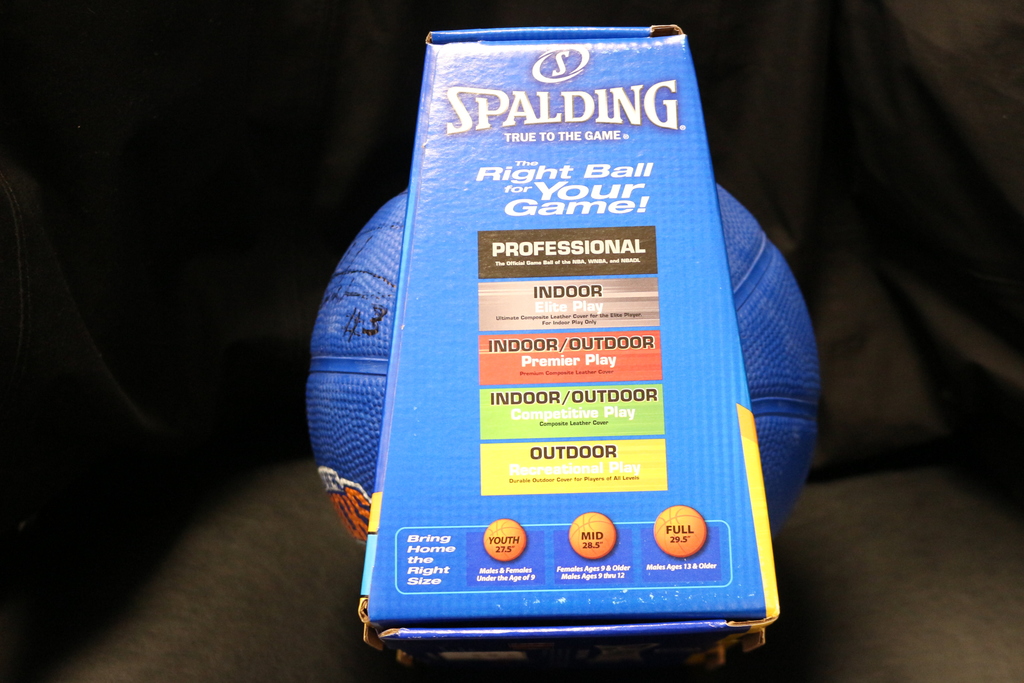 S
SPALDING®
TRUE TO THE GAME®
The
Right Ball
for Your
Game!
PROFESSIONAL
The Official Game Ball of the NBA, WNBA, and NBADL
INDOOR
Elite Play
Ultimate Composite Leather Cover for the Elite Player
For Indoor Play Only
INDOOR/OUTDOOR
Premier Play
Premium Composite Leather Cover
INDOOR/OUTDOOR
Competitive Play
Composite Leather Cover
OUTDOOR
Recreational Play
Durable Outdoor Cover for Players of All Levels
Bring
Home
the
Right
Size
YOUTH
27.5"
Males & Females
Under the Age of 9
MID
28.5"
Females Ages 9 & Older
Males Ages 9 thru 12
FULL
29.5"
Males Ages 13 & Older